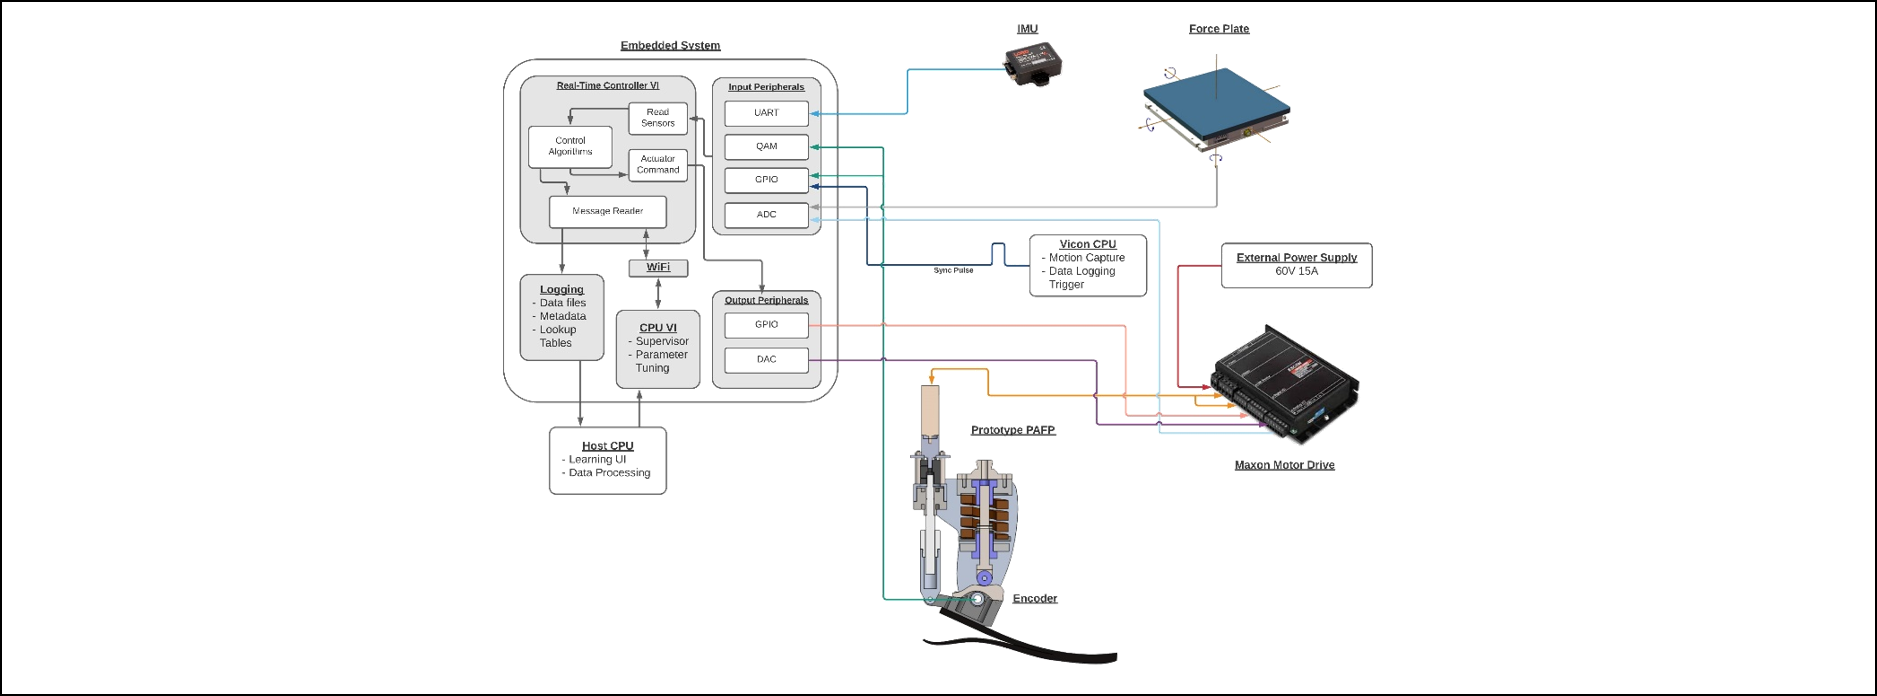 Embedded System
Real-Time Controller VI
Read
Sensors
Control
Algorithms
Actuator
Command
Message Reader
Input Peripherals
UART
QAM
GPIO
ADC
WiFi
Logging
- Data files
- Metadata
- Lookup
Tables
CPU VI
- Supervisor
- Parameter
Tuning
Output Peripherals
GPIO
DAC
Host CPU
- Learning UI
- Data Processing
IMU
Force Plate
Sync Pulse
Vicon CPU
- Motion Capture
- Data Logging
Trigger
External Power Supply
60V 15A
Maxon Motor Drive
Prototype PAFP
Encoder